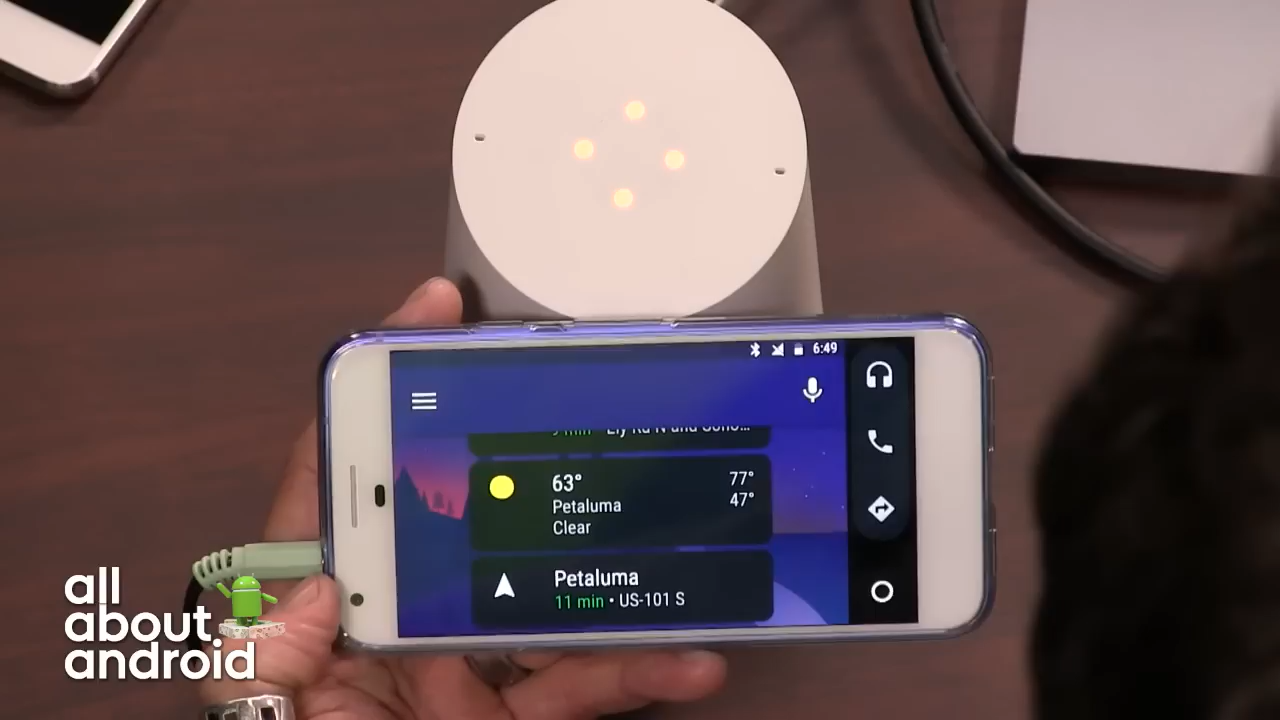 6:49
63°
77°
47°
Petaluma
Clear
Petaluma
11 min • US-101 S
all
about
android